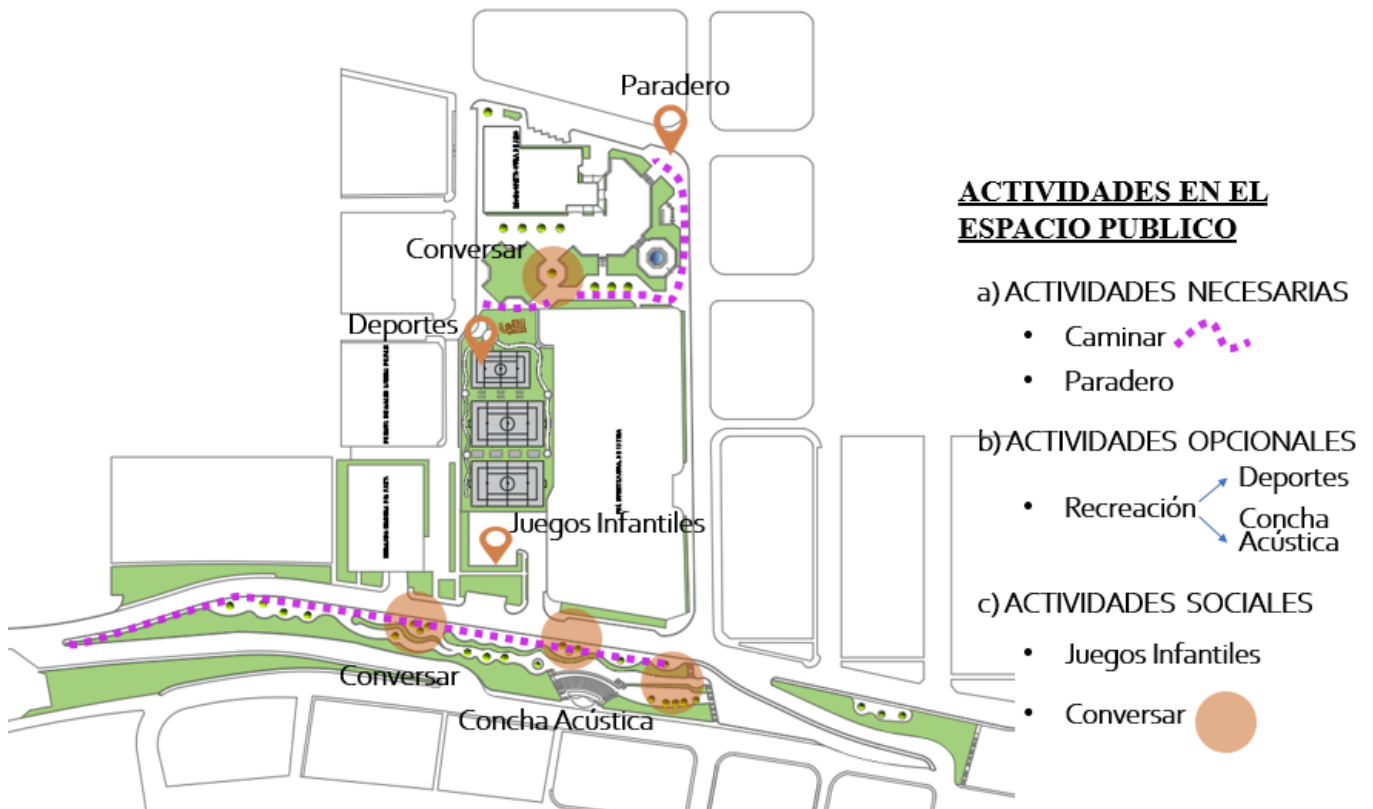 Paradero
Conversar
Deportes
Juegos Infantiles
Conversar
Concha Acústica
ACTIVIDADES EN EL
ESPACIO PUBLICO
a) ACTIVIDADES NECESARIAS
• Caminar
• Paradero
b) ACTIVIDADES OPCIONALES
• Recreación
Deportes
Concha
Acústica
c) ACTIVIDADES SOCIALES
• Juegos Infantiles
• Conversar